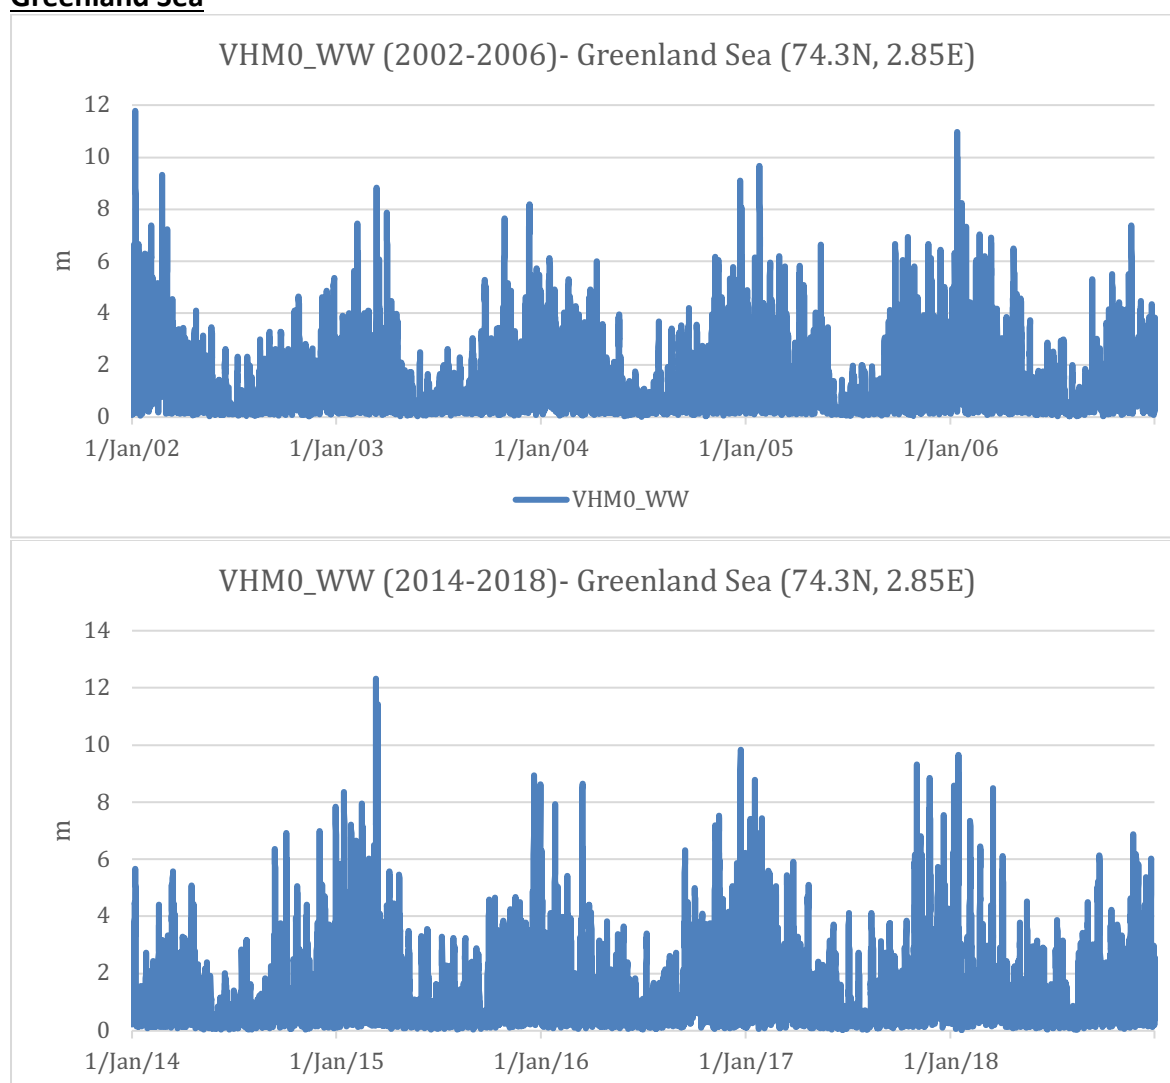 Greenland Sea
VHM0_WW (2002-2006)- Greenland Sea (74.3N, 2.85E)
12
10
8
6
4
2
0
m
1/Jan/02 1/Jan/03 1/Jan/04 1/Jan/05 1/Jan/06
VHM0_WW
VHM0_WW (2014-2018)- Greenland Sea (74.3N, 2.85E)
14
12
10
8
6
4
2
0
m
1/Jan/14 1/Jan/15 1/Jan/16 1/Jan/17 1/Jan/18